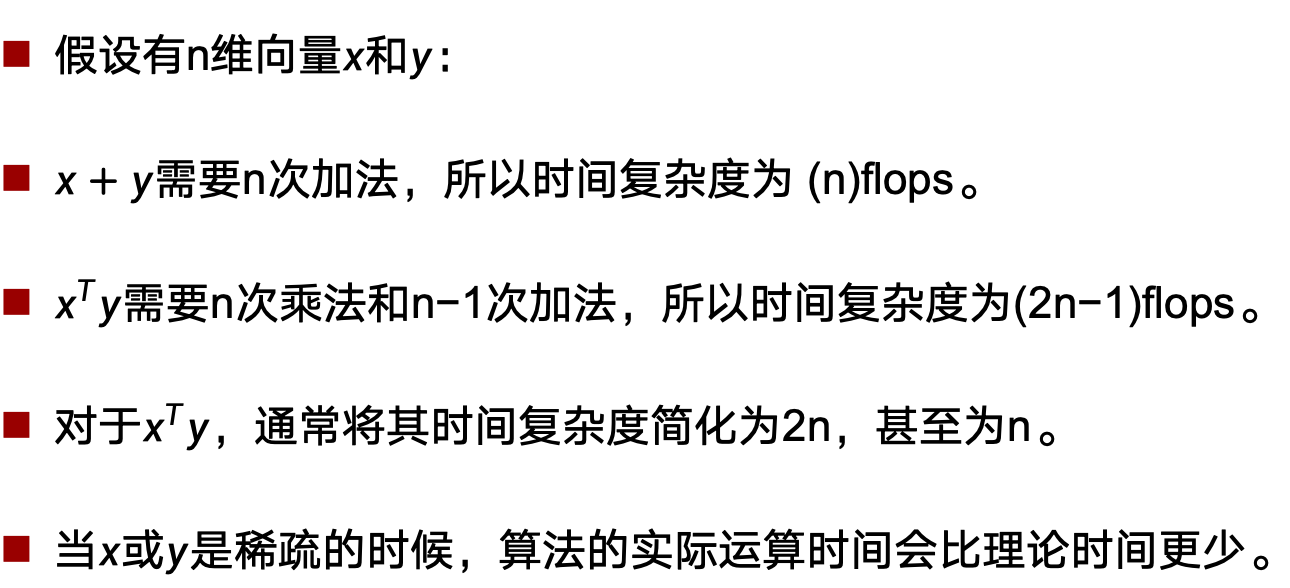 假设有n维向量x和y：
x + y需要n次加法，所以时间复杂度为 (n)flops。
xᵀy需要n次乘法和n−1次加法，所以时间复杂度为(2n−1)flops。
对于xᵀy，通常将其时间复杂度简化为2n，甚至为n。
当x或y是稀疏的时候，算法的实际运算时间会比理论时间更少。